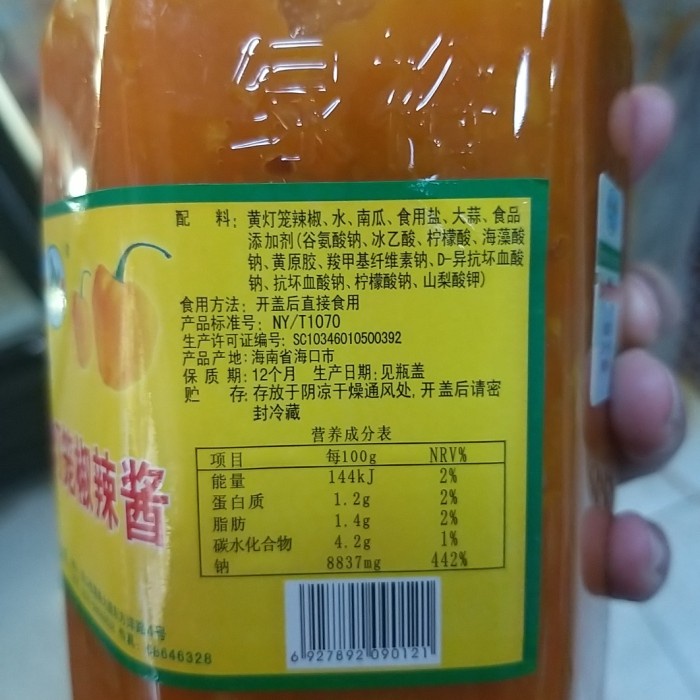 配 料: 黄灯笼辣椒、水、南瓜、食用盐、大蒜、食品
添加剂(谷氨酸钠、冰乙酸、柠檬酸、海藻酸
钠、黄原胶、羧甲基纤维素钠、D-异抗坏血酸
钠、抗坏血酸钠、柠檬酸钠、山梨酸钾)
食用方法: 开盖后直接食用
产品标准号: NY/T1070
生产许可证编号: SC10346010500392
产品产地: 海南省海口市
保质期: 12个月 生产日期: 见瓶盖
贮 存: 存放于阴凉干燥通风处, 开盖后请密
封冷藏
营养成分表
项目 每100g NRV%
能量 144kJ 2%
蛋白质 1.2g 2%
脂肪 1.4g 2%
碳水化合物 4.2g 1%
钠 8837mg 442%
椒辣酱
号
66646328
6 927892 090121